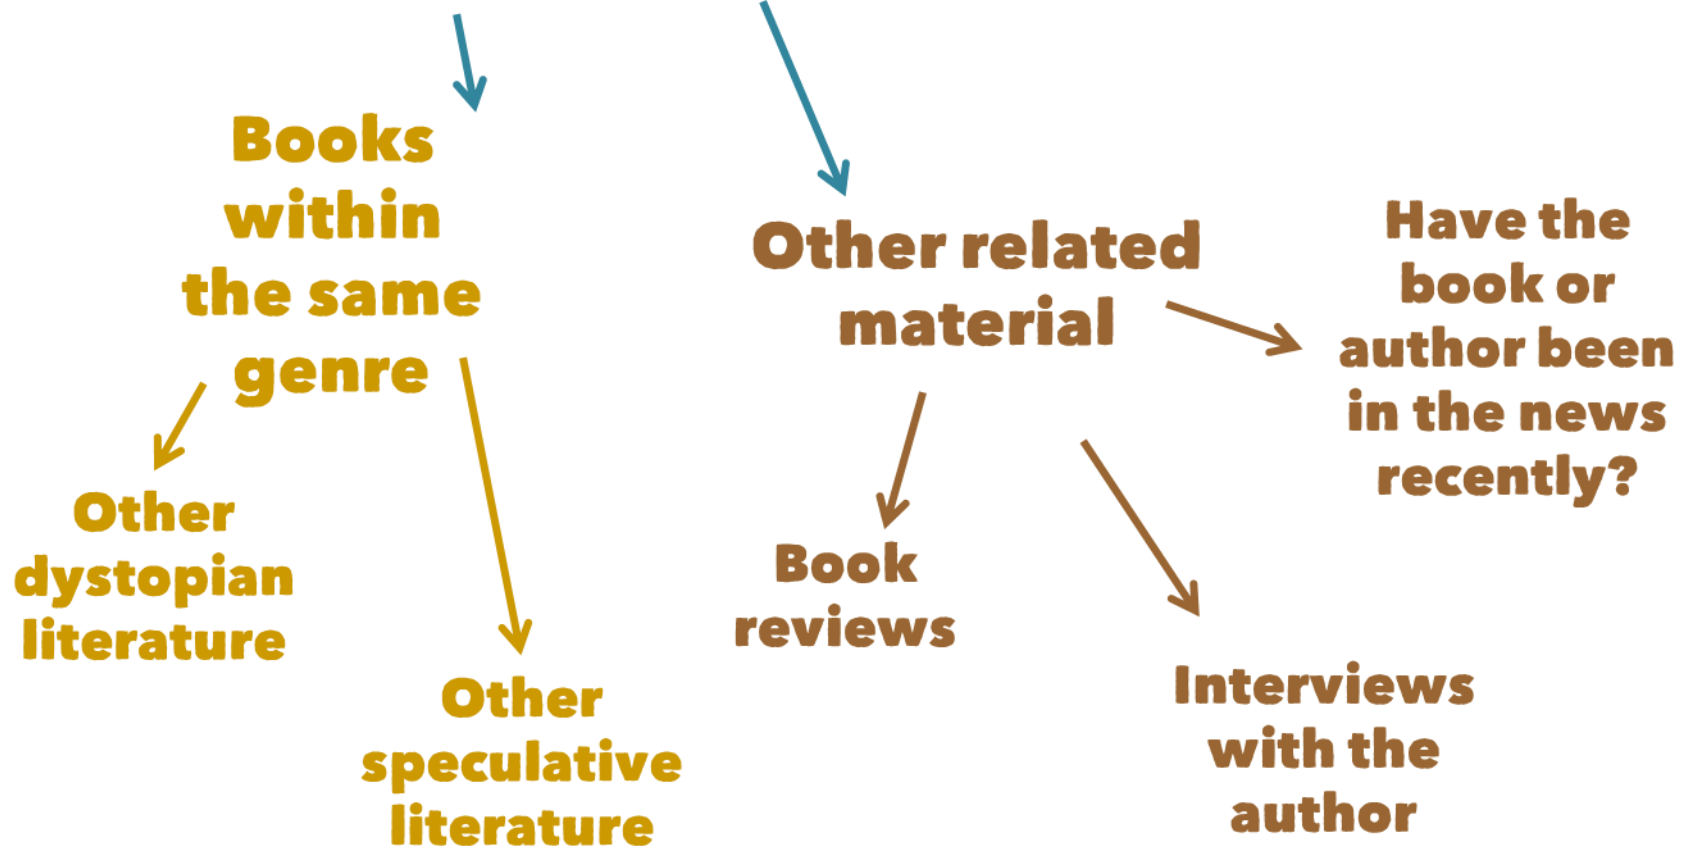 Books
within
the same
genre
Other
dystopian
literature
Other
speculative
literature
Other related
material
Book
reviews
Interviews
with the
author
Have the
book or
author been
in the news
recently?